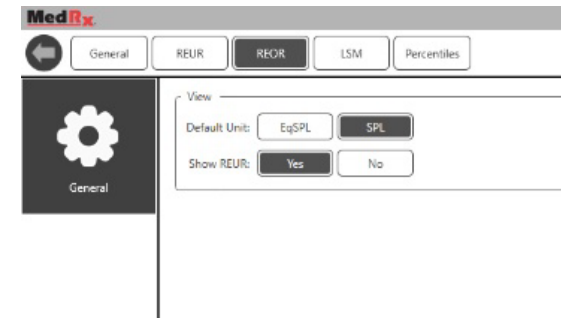 MedRx
General REUR REOR LSM Percentiles
View
Default Unit: EqSPL SPL
Show REUR: Yes No
General